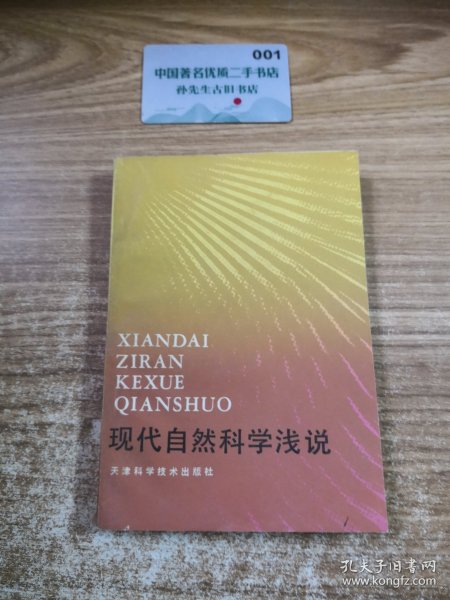 001
中国著名优质二手书店
孙先生古旧书店
XIANDAI
ZIRAN
KEXUE
QIANSHUO
现代自然科学浅说
天津科学技术出版社
孔夫子旧书网
www.kongfz.com